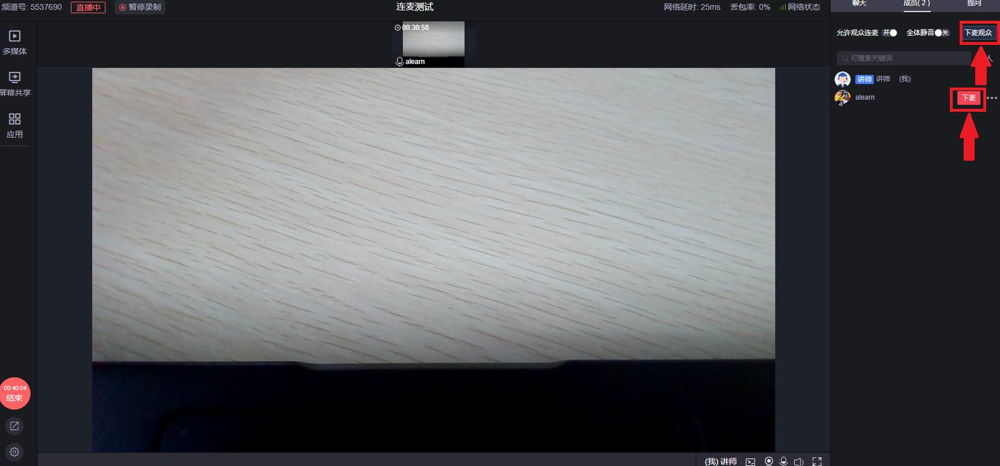 频道号: 5537690 直播中 暂停录制
连麦测试
网络延时: 25ms 丢包率: 0% 网络状态
聊天 成员( 2 ) 提问
多媒体
屏幕共享
应用
00:30:58
alearn
允许观众连麦 开 全体静音 关 下麦观众
可搜索关键词 人
讲师 讲师 (我)
alearn 下麦
00:40:04
结束
(我) 讲师